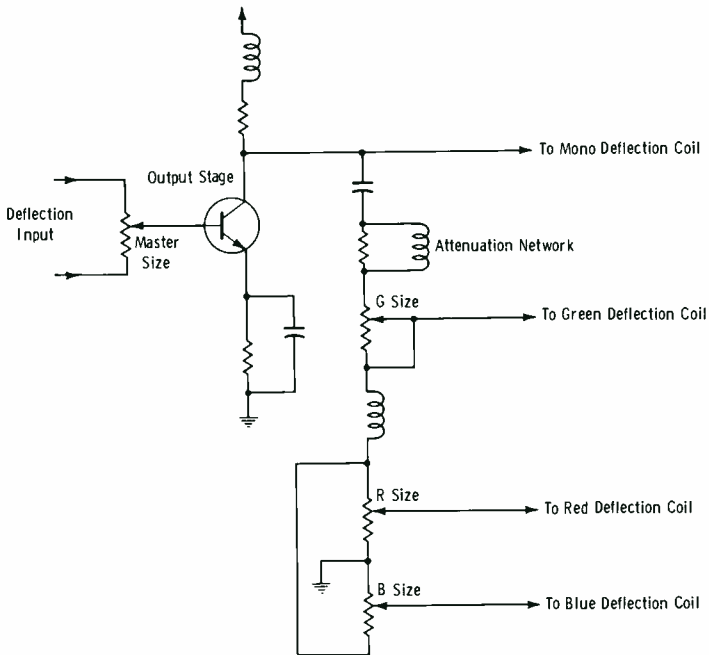 To Mono Deflection Coil
Output Stage
Deflection
Input
Master
Size
Attenuation Network
G Size
To Green Deflection Coil
R Size
To Red Deflection Coil
B Size
To Blue Deflection Coil